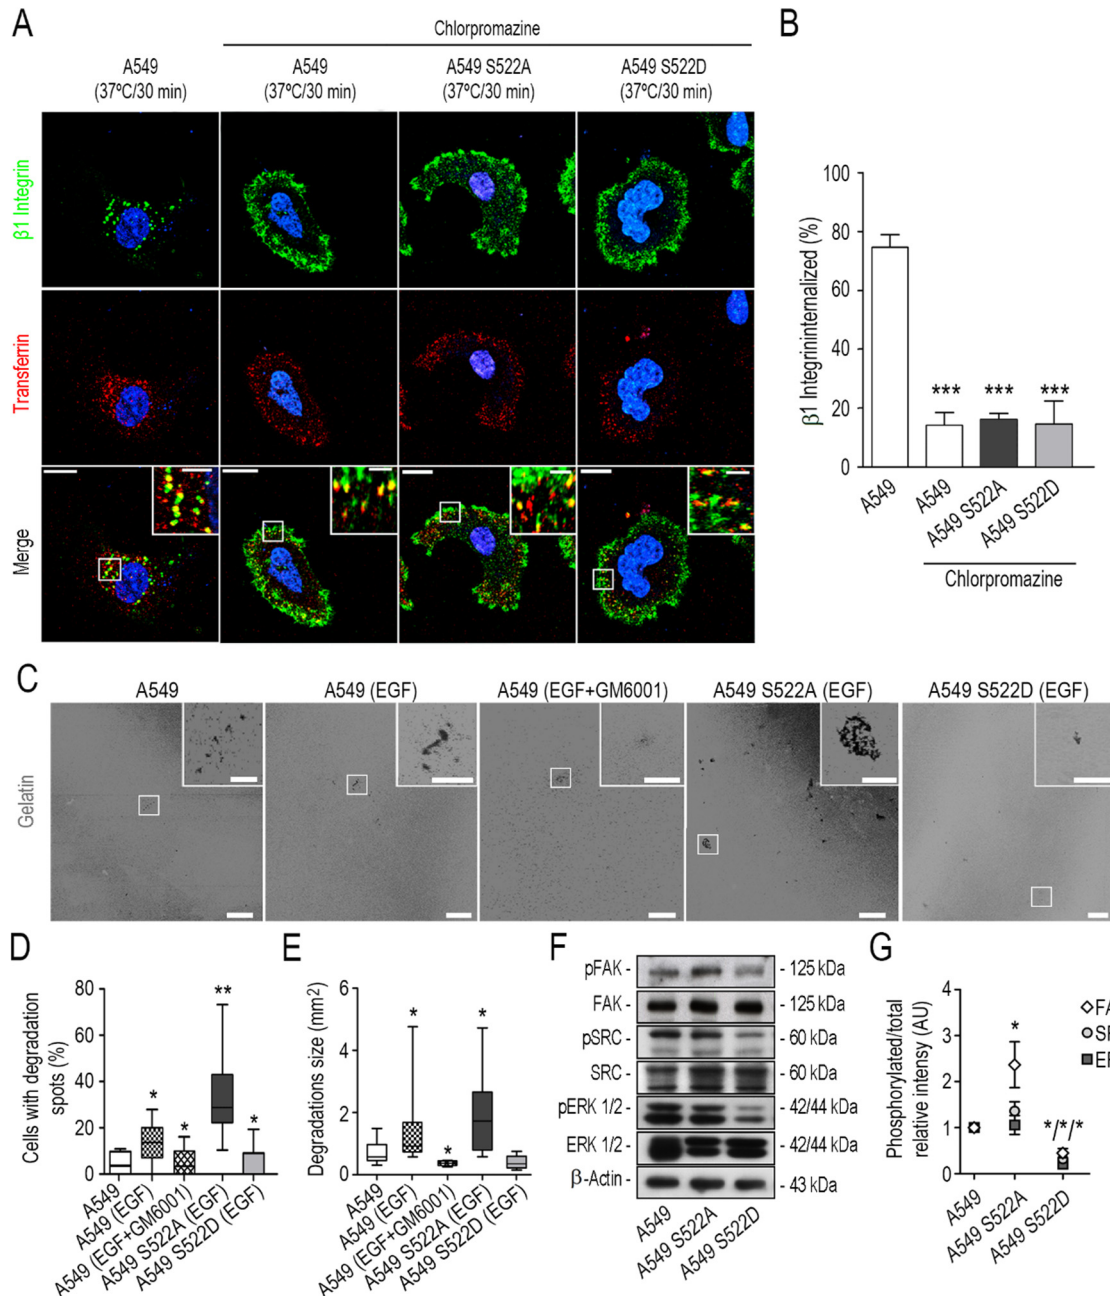 A
Chlorpromazine
A549
(37ºC/30 min)
A549
(37ºC/30 min)
A549 S522A
(37ºC/30 min)
A549 S522D
(37ºC/30 min)
β1 Integrin
Transferrin
Merge
B
β1 Integrininternalized (%)
100
80
60
40
20
0
***
***
***
A549
A549
A549 S522A
A549 S522D
Chlorpromazine
C
A549
A549 (EGF)
A549 (EGF+GM6001)
A549 S522A (EGF)
A549 S522D (EGF)
Gelatin
D
Cells with degradation
spots (%)
80
60
40
20
0
*
*
**
*
A549
A549 (EGF)
A549 (EGF+GM6001)
A549 S522A (EGF)
A549 S522D (EGF)
E
Degradations size (mm²)
6
4
2
0
*
*
*
A549
A549 (EGF)
A549 (EGF+GM6001)
A549 S522A (EGF)
A549 S522D (EGF)
F
pFAK - - 125 kDa
FAK - - 125 kDa
pSRC - - 60 kDa
SRC - - 60 kDa
pERK 1/2 - - 42/44 kDa
ERK 1/2 - - 42/44 kDa
β-Actin - - 43 kDa
A549
A549 S522A
A549 S522D
G
Phosphorylated/total
relative intensity (AU)
4
3
2
1
0
*
*/*/*
FA
SR
ER
A549
A549 S522A
A549 S522D